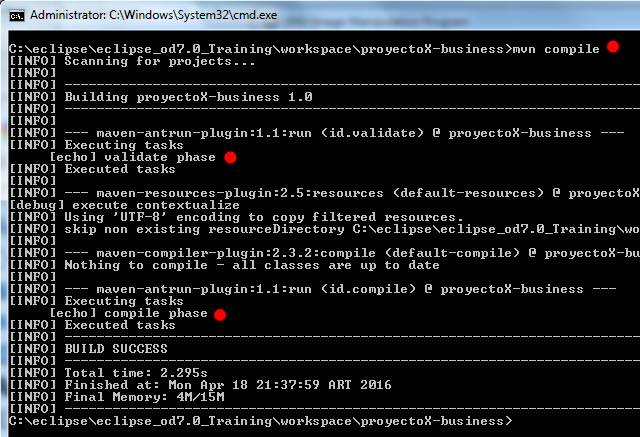 Administrator: C:\Windows\System32\cmd.exe
C:\eclipse\eclipse_od7.0_Training\workspace\proyectoX-business>mvn compile
[INFO] Scanning for projects...
[INFO]
[INFO] ------------------------------------------------------------------------
[INFO] Building proyectoX-business 1.0
[INFO] ------------------------------------------------------------------------
[INFO]
[INFO] --- maven-antrun-plugin:1.1:run (id.validate) @ proyectoX-business ---
[INFO] Executing tasks
[echo] validate phase
[INFO] Executed tasks
[INFO]
[INFO] --- maven-resources-plugin:2.5:resources (default-resources) @ proyectoX
[debug] execute contextualize
[INFO] Using 'UTF-8' encoding to copy filtered resources.
[INFO] skip non existing resourceDirectory C:\eclipse\eclipse_od7.0_Training\wo
[INFO]
[INFO] --- maven-compiler-plugin:2.3.2:compile (default-compile) @ proyectoX-bu
[INFO] Nothing to compile - all classes are up to date
[INFO]
[INFO] --- maven-antrun-plugin:1.1:run (id.compile) @ proyectoX-business ---
[INFO] Executing tasks
[echo] compile phase
[INFO] Executed tasks
[INFO] ------------------------------------------------------------------------
[INFO] BUILD SUCCESS
[INFO] ------------------------------------------------------------------------
[INFO] Total time: 2.295s
[INFO] Finished at: Mon Apr 18 21:37:59 ART 2016
[INFO] Final Memory: 4M/15M
[INFO] ------------------------------------------------------------------------
C:\eclipse\eclipse_od7.0_Training\workspace\proyectoX-business>